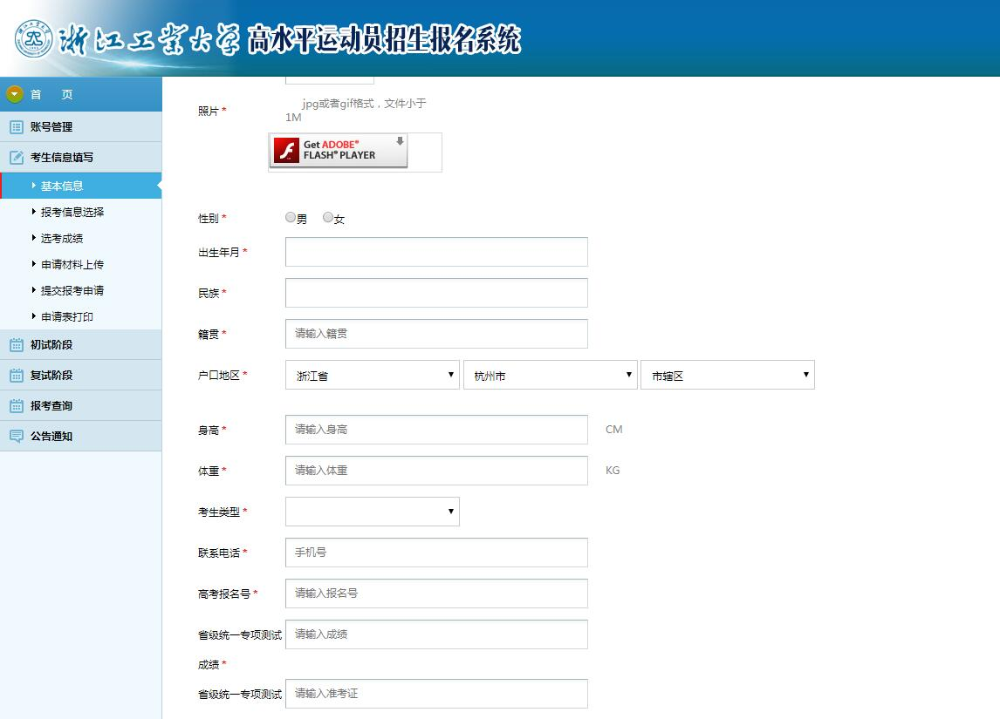 浙江工业大学 高水平运动员招生报名系统
首 页
账号管理
考生信息填写
基本信息
报考信息选择
选考成绩
申请材料上传
提交报考申请
申请表打印
初试阶段
复试阶段
报考查询
公告通知
照片*
jpg或者gif格式，文件小于
1M
Get ADOBE®
FLASH® PLAYER
性别* 男 女
出生年月*
民族*
籍贯* 请输入籍贯
户口地区* 浙江省 杭州市 市辖区
身高* 请输入身高 CM
体重* 请输入体重 KG
考生类型*
联系电话* 手机号
高考报名号* 请输入报名号
省级统一专项测试 请输入成绩
成绩*
省级统一专项测试 请输入准考证